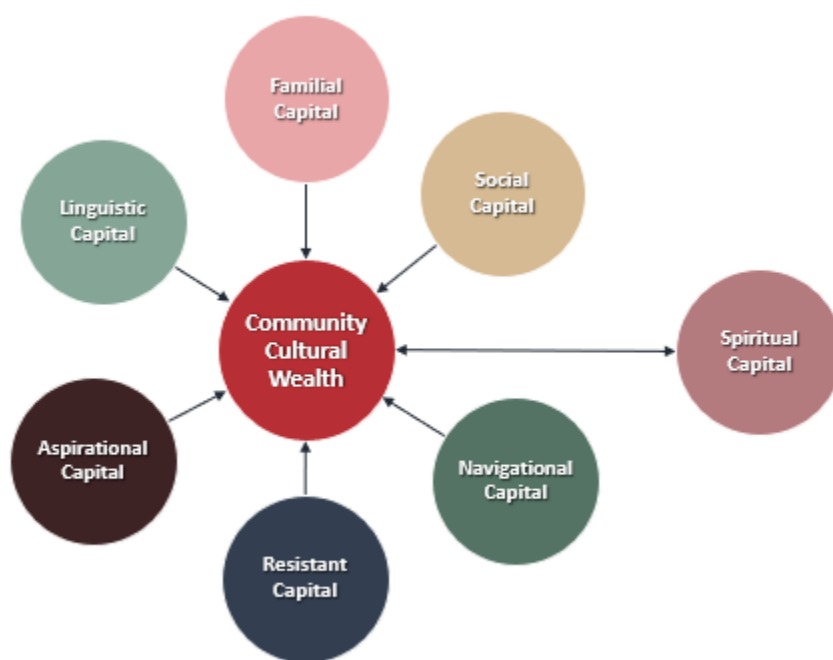 Familial
Capital
Social
Capital
Linguistic
Capital
Community
Cultural
Wealth
Spiritual
Capital
Aspirational
Capital
Navigational
Capital
Resistant
Capital